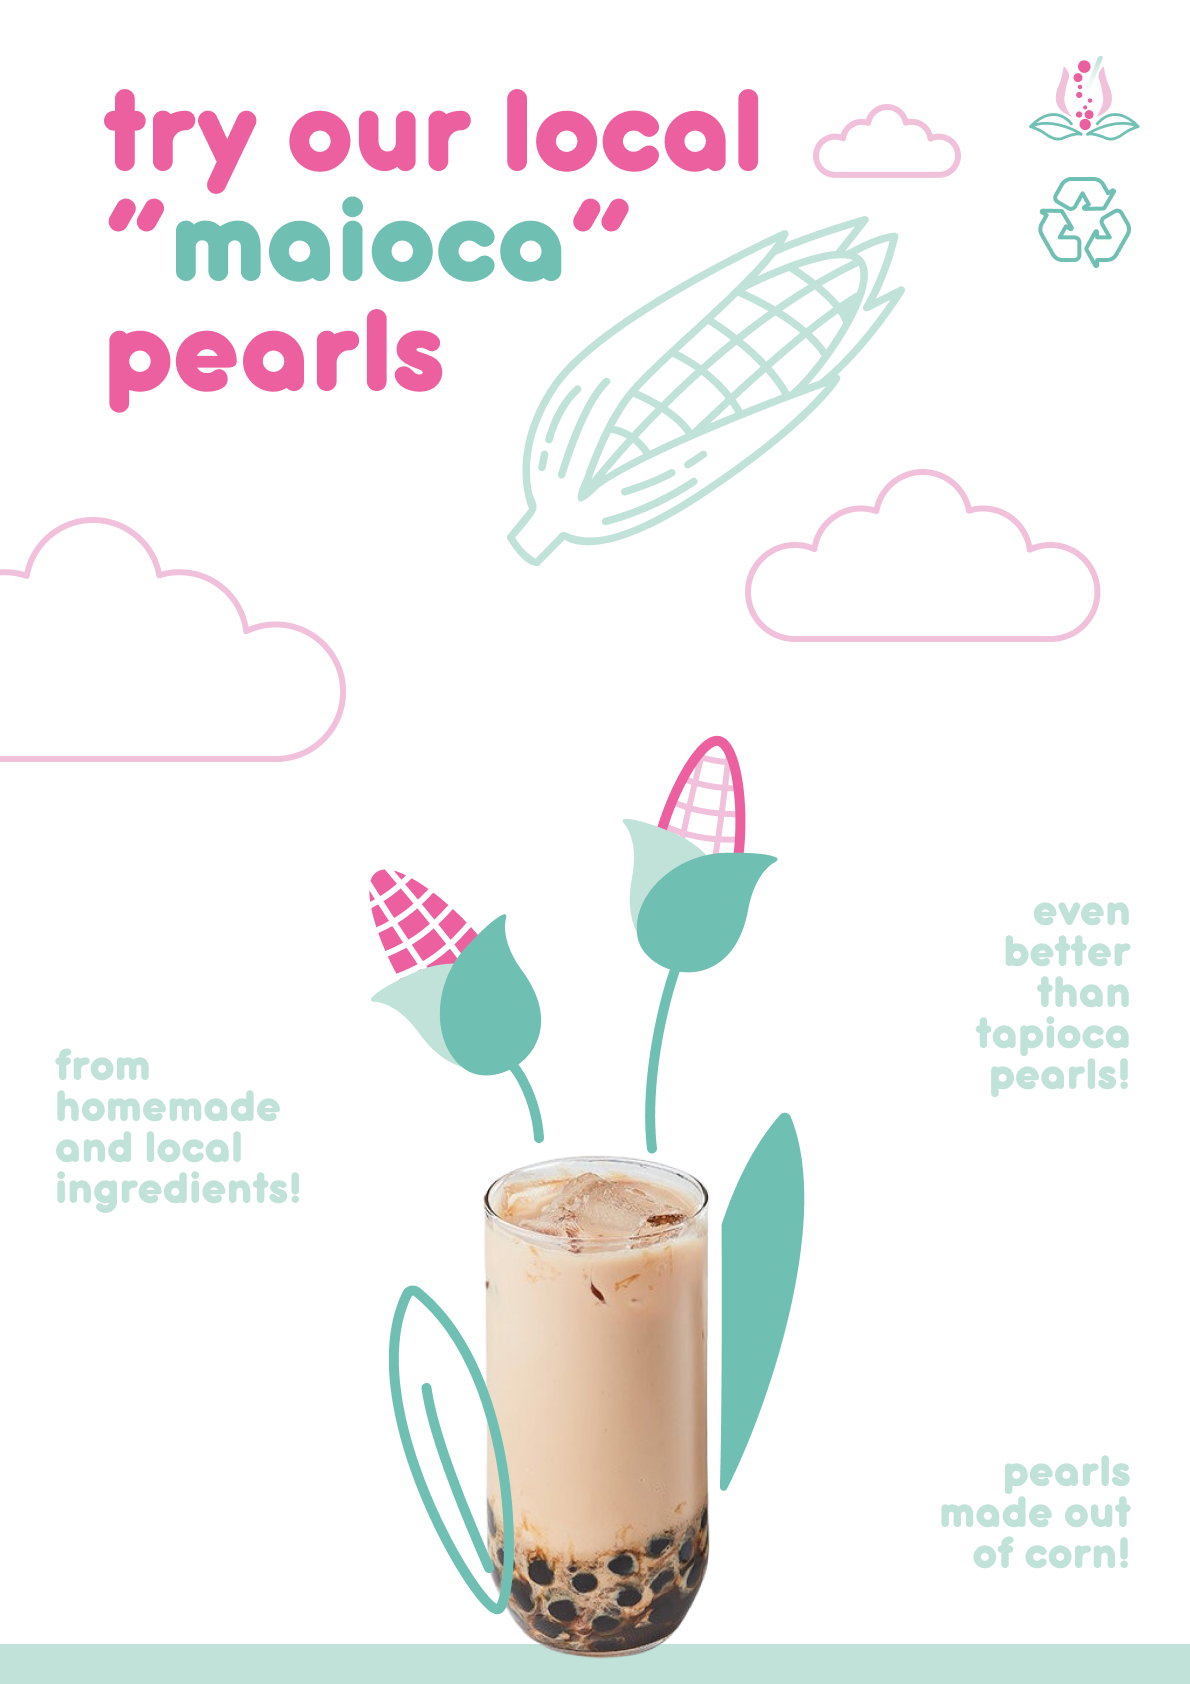 try our local
"maioca"
pearls
even
better
than
tapioca
pearls!
from
homemade
and local
ingredients!
pearls
made out
of corn!